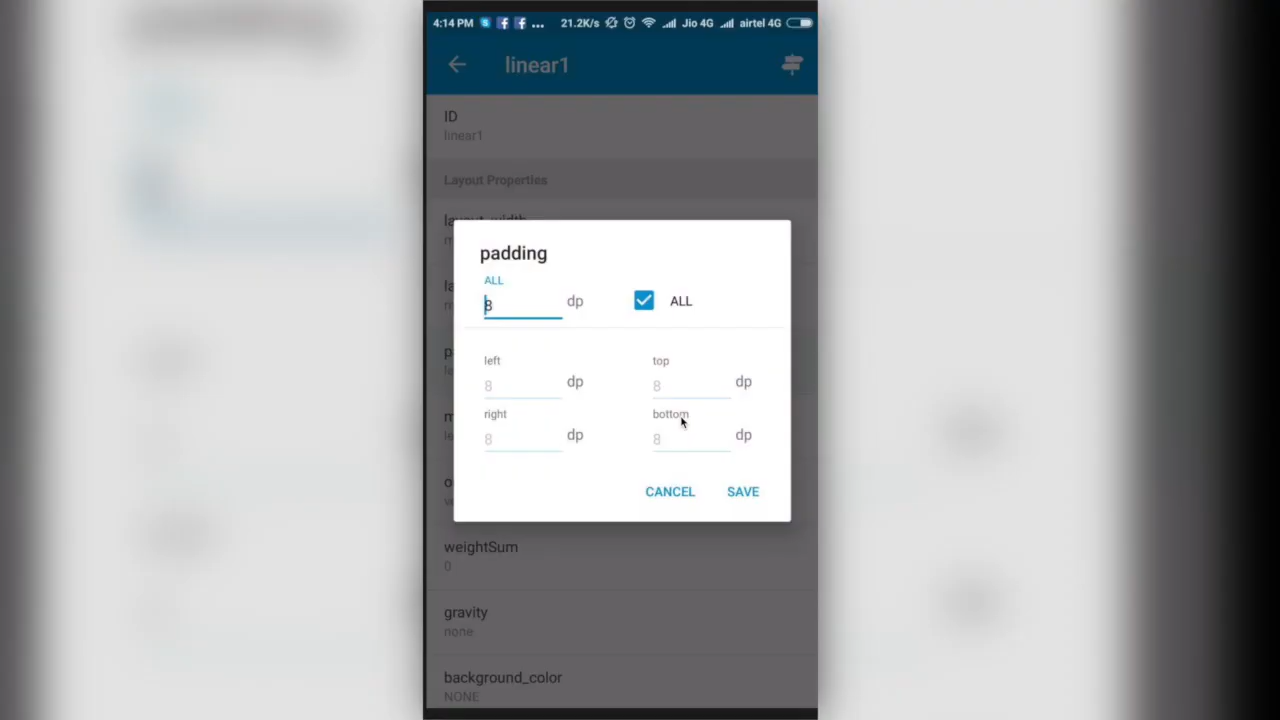 4:14 PM ... 21.2K/s Jio 4G airtel 4G
linear1
ID
linear1
Layout Properties
padding
ALL
8 dp ALL
left top
8 dp 8 dp
right bottom
8 dp 8 dp
CANCEL SAVE
weightSum
0
gravity
none
background_color
NONE